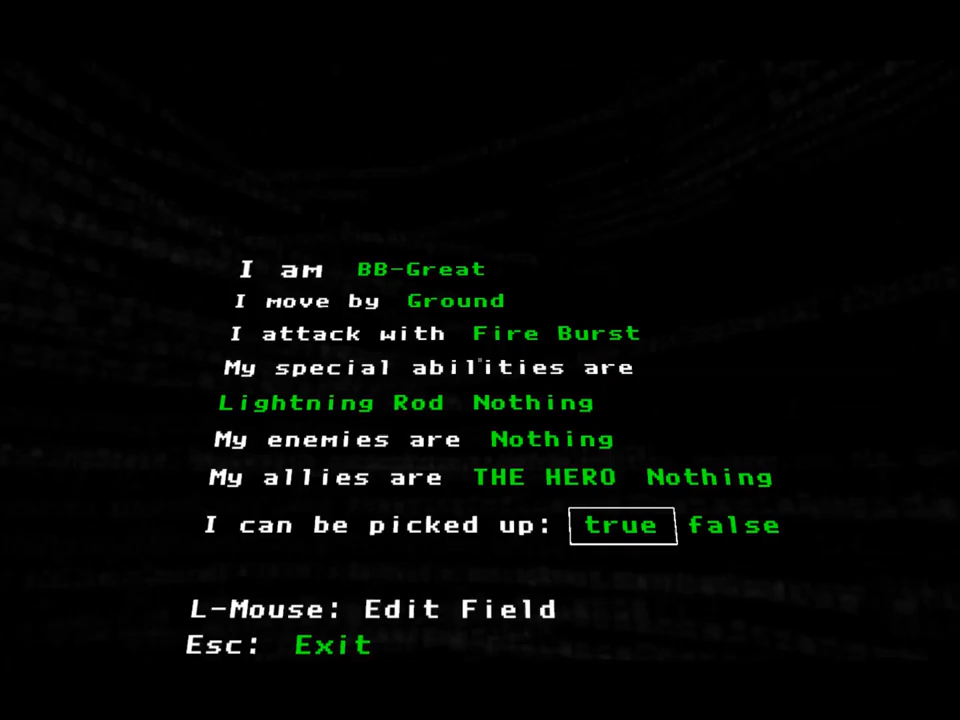 I am BB-Great
I move by Ground
I attack with Fire Burst
My special abilities are
Lightning Rod Nothing
My enemies are Nothing
My allies are THE HERO Nothing
I can be picked up: true false
L-Mouse: Edit Field
Esc: Exit